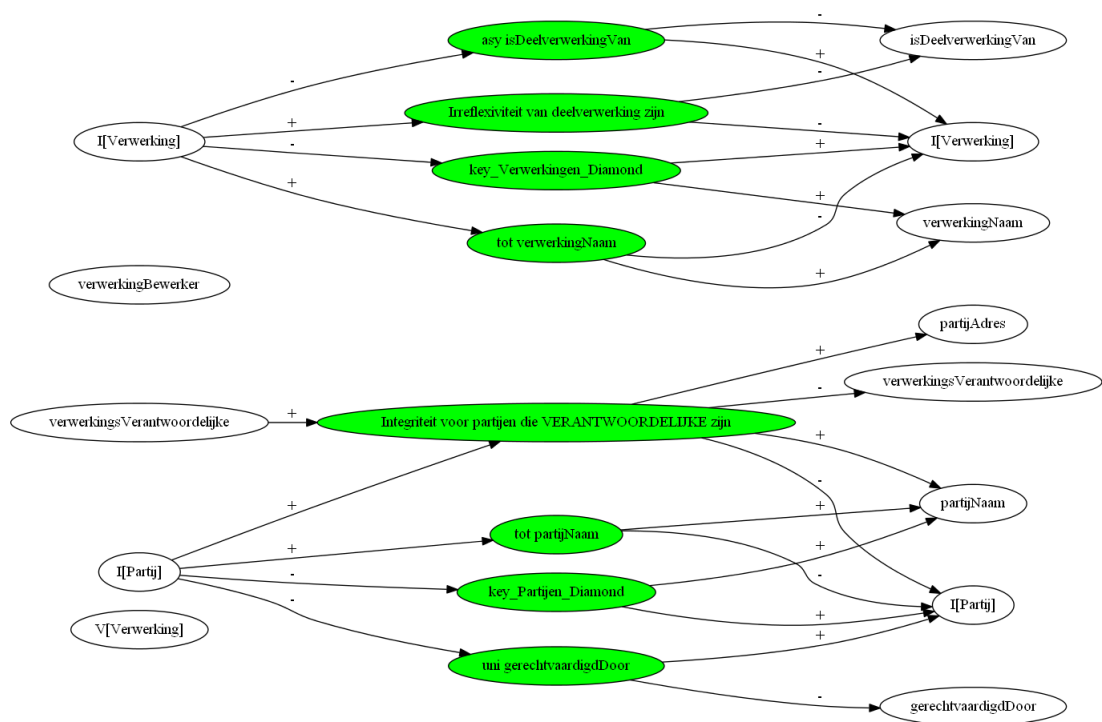 asy isDeelverwerkingVan
isDeelverwerkingVan
Irreflexiviteit van deelverwerking zijn
I[Verwerking]
I[Verwerking]
key_Verwerkingen_Diamond
verwerkingNaam
tot verwerkingNaam
verwerkingBewerker
partijAdres
verwerkingsVerantwoordelijke
verwerkingsVerantwoordelijke
Integriteit voor partijen die VERANTWOORDELIJKE zijn
partijNaam
tot partijNaam
I[Partij]
key_Partijen_Diamond
I[Partij]
V[Verwerking]
uni gerechtvaardigdDoor
gerechtvaardigdDoor
-
-
+
-
+
-
-
+
+
+
-
+
+
-
+
+
-
+
+
+
-
-
+
-
+
+
-